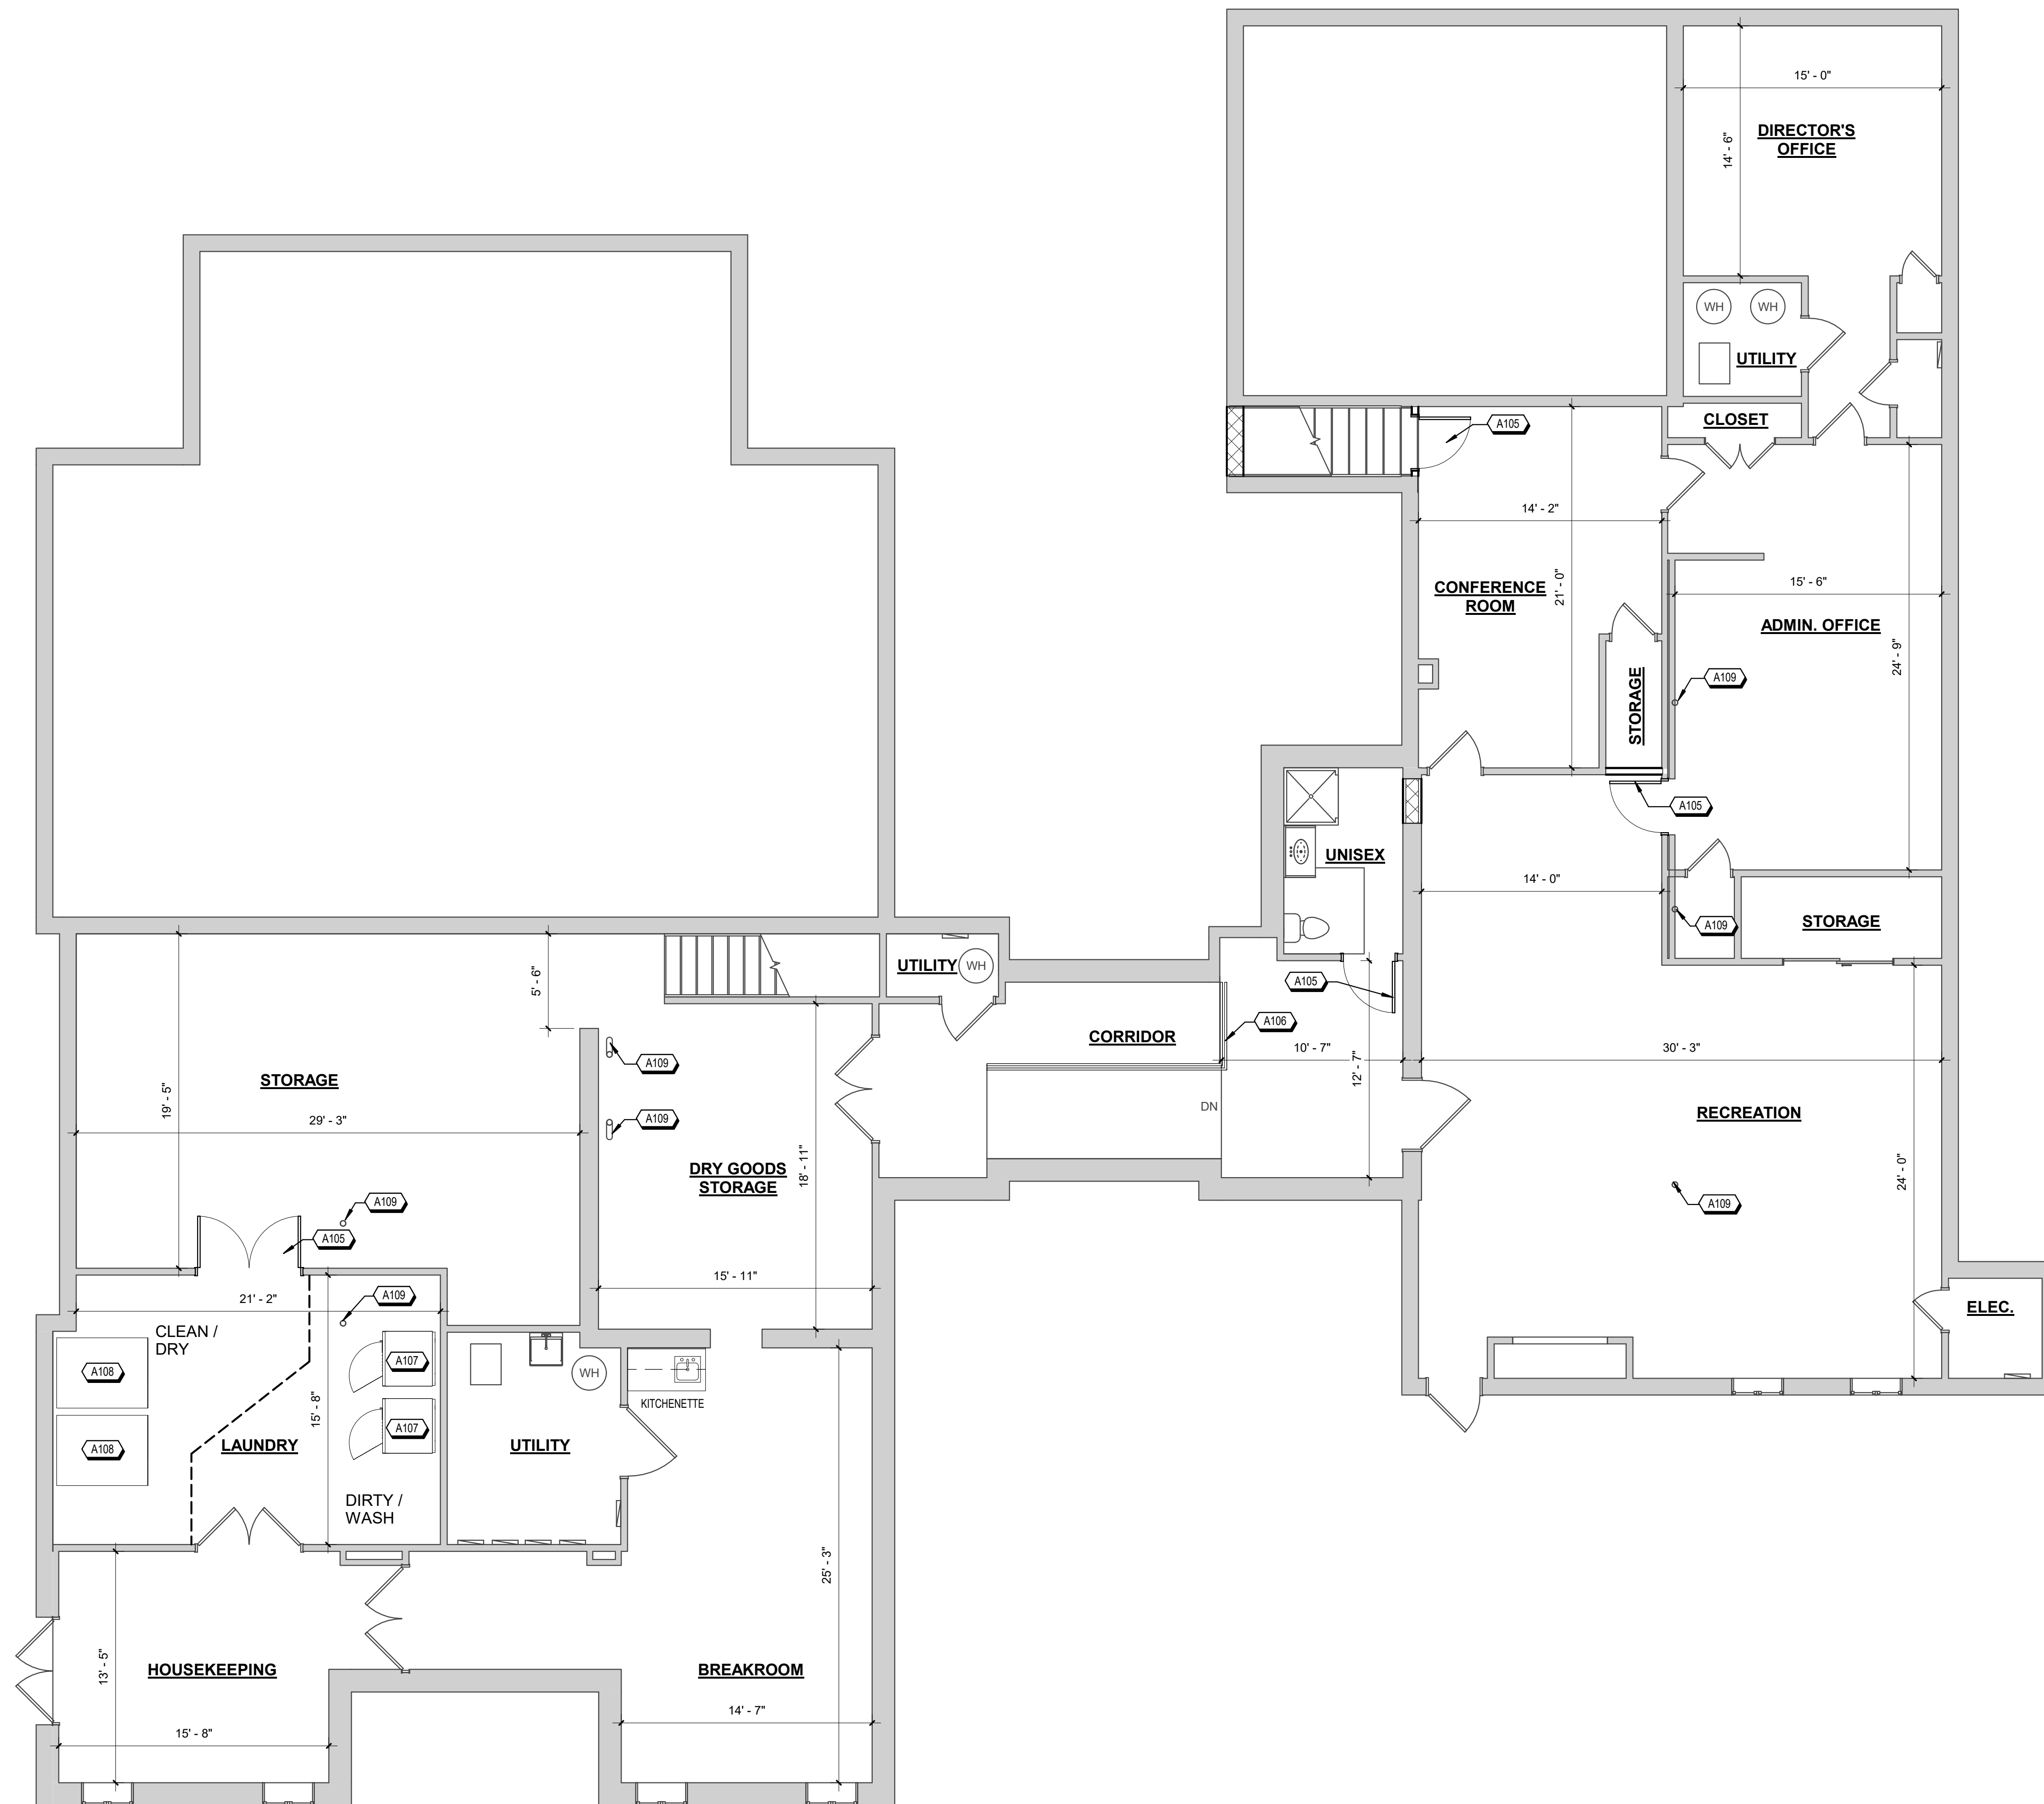 15' - 0"
DIRECTOR'S
OFFICE
14' - 6"
WH
WH
UTILITY
CLOSET
A105
14' - 2"
CONFERENCE
ROOM
21' - 0"
15' - 6"
ADMIN. OFFICE
24' - 9"
A109
STORAGE
A105
UNISEX
14' - 0"
A109
STORAGE
UTILITY
WH
5' - 6"
A105
A106
CORRIDOR
10' - 7"
12' - 7"
30' - 3"
DN
RECREATION
A109
24' - 0"
STORAGE
19' - 5"
29' - 3"
A109
A109
DRY GOODS
STORAGE
18' - 11"
A109
A105
15' - 11"
21' - 2"
A109
CLEAN /
DRY
A108
A107
A108
A107
15' - 8"
LAUNDRY
DIRTY /
WASH
WH
UTILITY
KITCHENETTE
ELEC.
25' - 3"
13' - 5"
HOUSEKEEPING
15' - 8"
BREAKROOM
14' - 7"